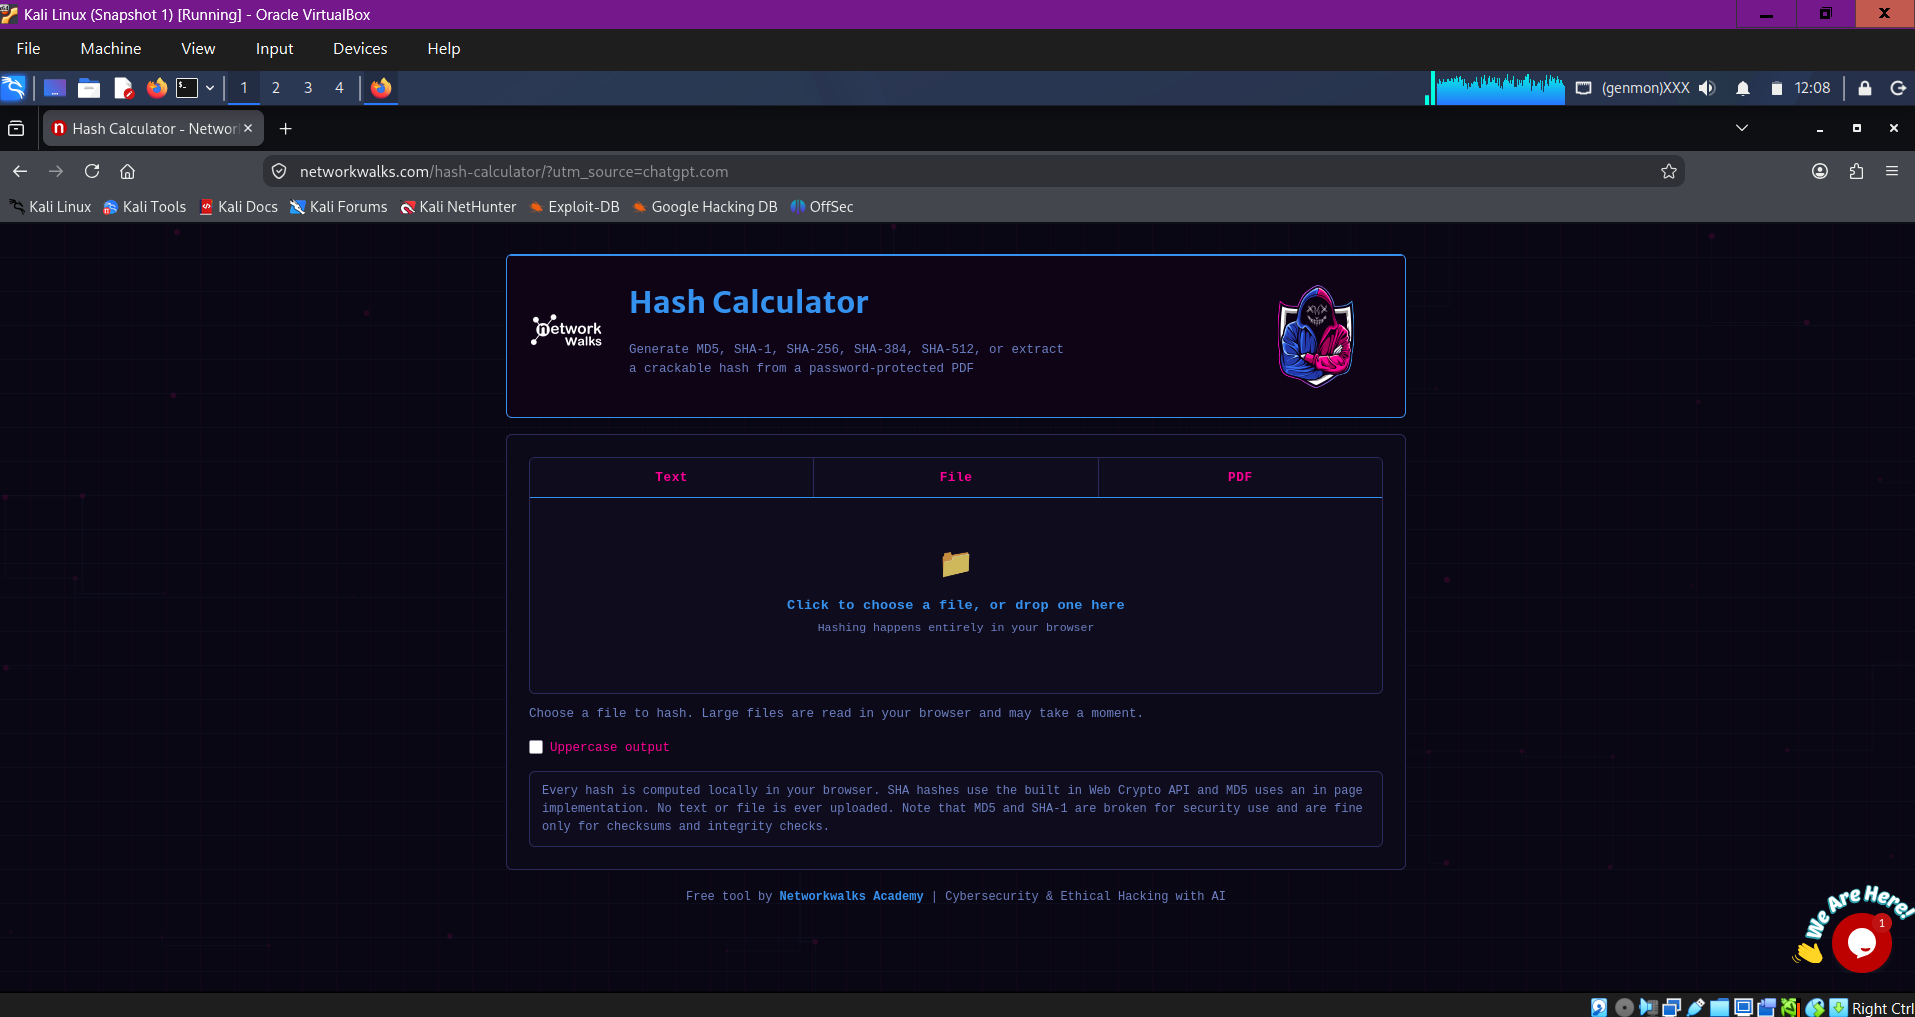 Kali Linux (Snapshot 1) [Running] - Oracle VirtualBox
File Machine View Input Devices Help
1 2 3 4 (genmon)XXX 12:08
Hash Calculator - Networ
networkwalks.com/hash-calculator/?utm_source=chatgpt.com
Kali Linux Kali Tools Kali Docs Kali Forums Kali NetHunter Exploit-DB Google Hacking DB OffSec
network
Walks
Hash Calculator
Generate MD5, SHA-1, SHA-256, SHA-384, SHA-512, or extract
a crackable hash from a password-protected PDF
Text File PDF
Click to choose a file, or drop one here
Hashing happens entirely in your browser
Choose a file to hash. Large files are read in your browser and may take a moment.
Uppercase output
Every hash is computed locally in your browser. SHA hashes use the built in Web Crypto API and MD5 uses an in page
implementation. No text or file is ever uploaded. Note that MD5 and SHA-1 are broken for security use and are fine
only for checksums and integrity checks.
Free tool by Networkwalks Academy | Cybersecurity & Ethical Hacking with AI
We Are Here!
1
Right Ctrl